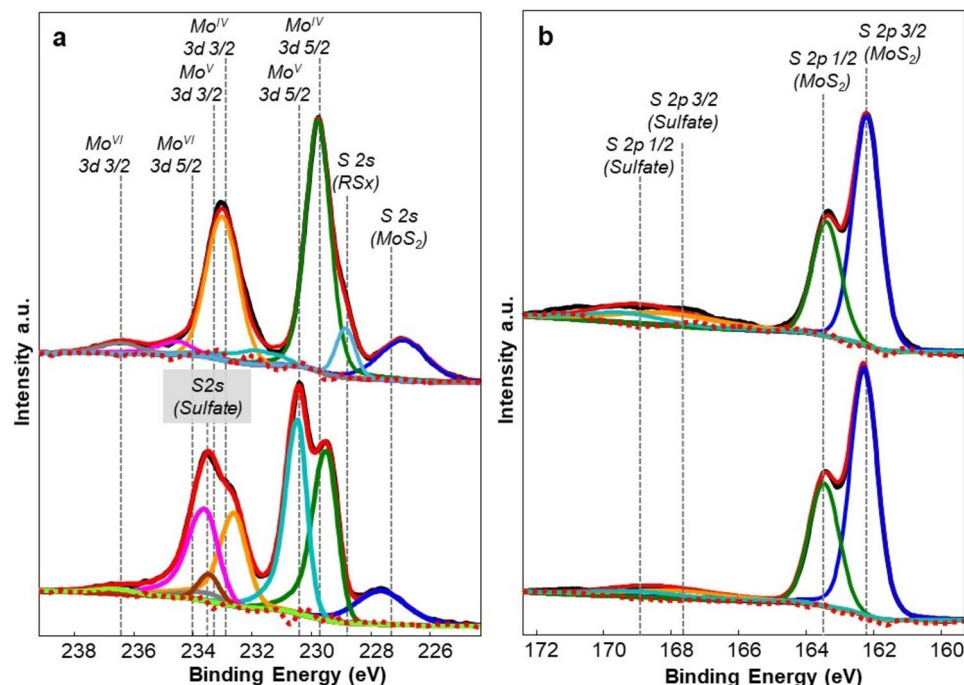 a
Mo^IV
3d 3/2
Mo^V
3d 3/2
Mo^IV
3d 5/2
Mo^V
3d 5/2
Mo^VI
3d 3/2
Mo^VI
3d 5/2
S 2s
(RSx)
S 2s
(MoS₂)
S2s
(Sulfate)
Intensity a.u.
238 236 234 232 230 228 226
Binding Energy (eV)
b
S 2p 3/2
(MoS₂)
S 2p 1/2
(MoS₂)
S 2p 3/2
(Sulfate)
S 2p 1/2
(Sulfate)
Intensity a.u.
172 170 168 166 164 162 160
Binding Energy (eV)